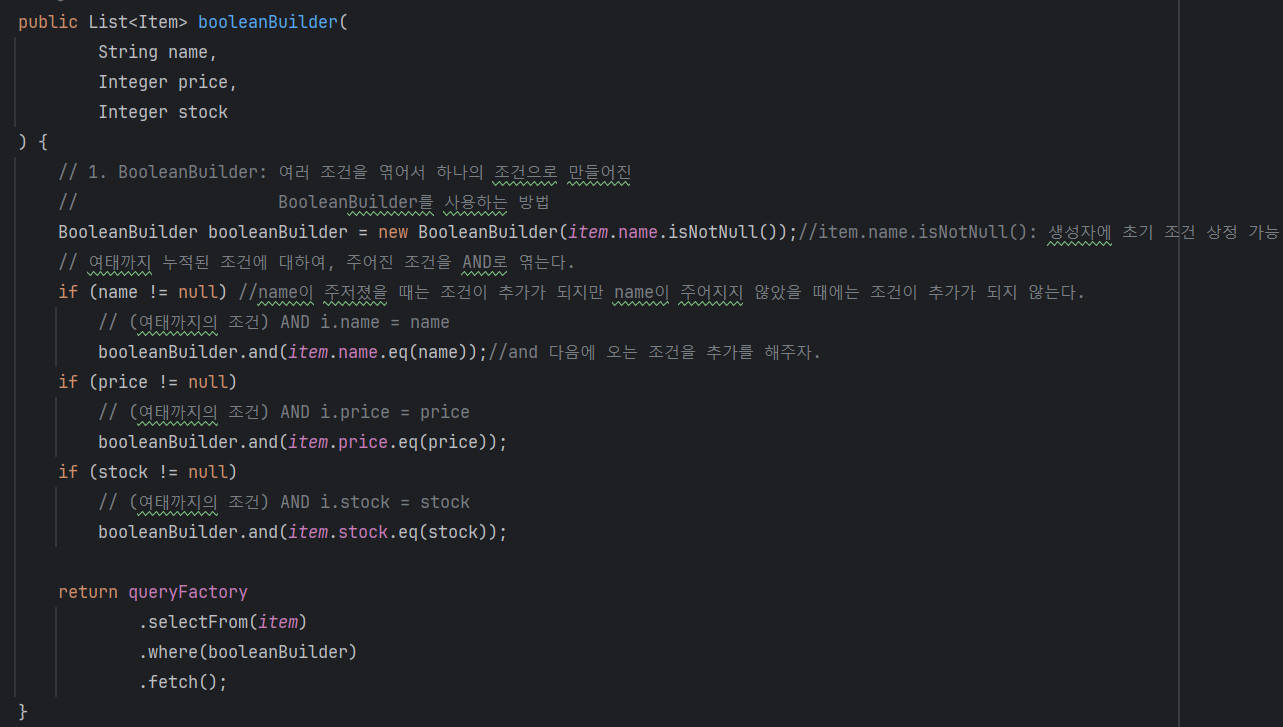 public List<Item> booleanBuilder(
        String name,
        Integer price,
        Integer stock
) {
    // 1. BooleanBuilder: 여러 조건을 엮어서 하나의 조건으로 만들어진
    //                    BooleanBuilder를 사용하는 방법
    BooleanBuilder booleanBuilder = new BooleanBuilder(item.name.isNotNull());//item.name.isNotNull(): 생성자에 초기 조건 상정 가능
    // 여태까지 누적된 조건에 대하여, 주어진 조건을 AND로 엮는다.
    if (name != null) //name이 주저졌을 때는 조건이 추가가 되지만 name이 주어지지 않았을 때에는 조건이 추가가 되지 않는다.
        // (여태까지의 조건) AND i.name = name
        booleanBuilder.and(item.name.eq(name));//and 다음에 오는 조건을 추가를 해주자.
    if (price != null)
        // (여태까지의 조건) AND i.price = price
        booleanBuilder.and(item.price.eq(price));
    if (stock != null)
        // (여태까지의 조건) AND i.stock = stock
        booleanBuilder.and(item.stock.eq(stock));

    return queryFactory
            .selectFrom(item)
            .where(booleanBuilder)
            .fetch();
}